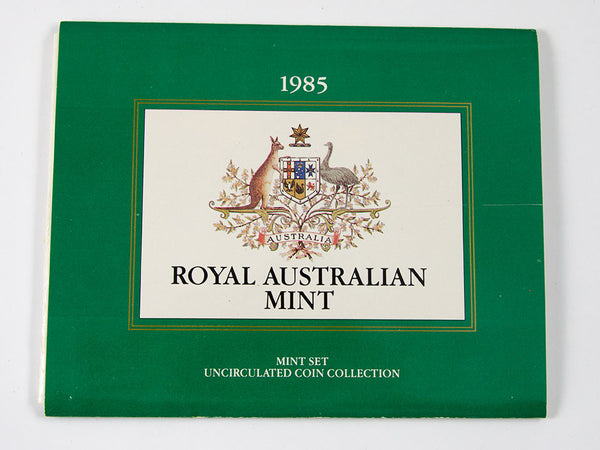 1985
AUSTRALIA
ROYAL AUSTRALIAN
MINT
MINT SET
UNCIRCULATED COIN COLLECTION